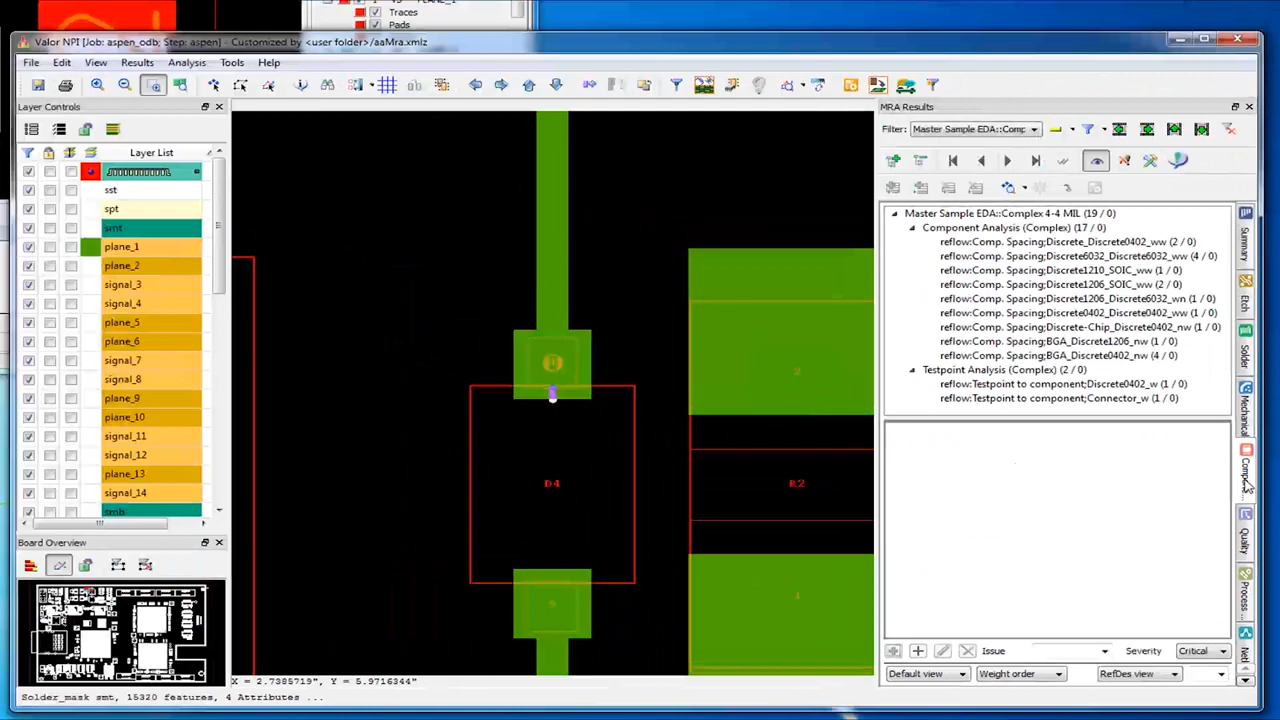 Traces
Pads
Valor NPI [Job: aspen_odb; Step: aspen] - Customized by <user folder>/aaMra.xmlz
File Edit View Results Analysis Tools Help
Layer Controls
Layer List
sst
spt
smt
plane_1
plane_2
signal_3
signal_4
plane_5
plane_6
signal_7
signal_8
plane_9
plane_10
signal_11
signal_12
plane_13
signal_14
smb
Board Overview
D4
2
R2
1
X = 2.7385719", Y = 5.9716344"
Solder_mask smt, 15320 features, 4 Attributes ...
MRA Results
Filter: Master Sample EDA::Comp
Master Sample EDA::Complex 4-4 MIL (19 / 0)
Component Analysis (Complex) (17 / 0)
reflow:Comp. Spacing;Discrete_Discrete0402_ww (2 / 0)
reflow:Comp. Spacing;Discrete6032_Discrete6032_ww (4 / 0)
reflow:Comp. Spacing;Discrete1210_SOIC_ww (1 / 0)
reflow:Comp. Spacing;Discrete1206_SOIC_ww (2 / 0)
reflow:Comp. Spacing;Discrete1206_Discrete6032_wn (1 / 0)
reflow:Comp. Spacing;Discrete0402_Discrete0402_ww (1 / 0)
reflow:Comp. Spacing;Discrete-Chip_Discrete0402_nw (1 / 0)
reflow:Comp. Spacing;BGA_Discrete1206_nw (1 / 0)
reflow:Comp. Spacing;BGA_Discrete0402_nw (4 / 0)
Testpoint Analysis (Complex) (2 / 0)
reflow:Testpoint to component;Discrete0402_w (1 / 0)
reflow:Testpoint to component;Connector_w (1 / 0)
Issue Severity Critical
Default view Weight order RefDes view
Summary
Etch
Solder
Mechanical
Quality
Process